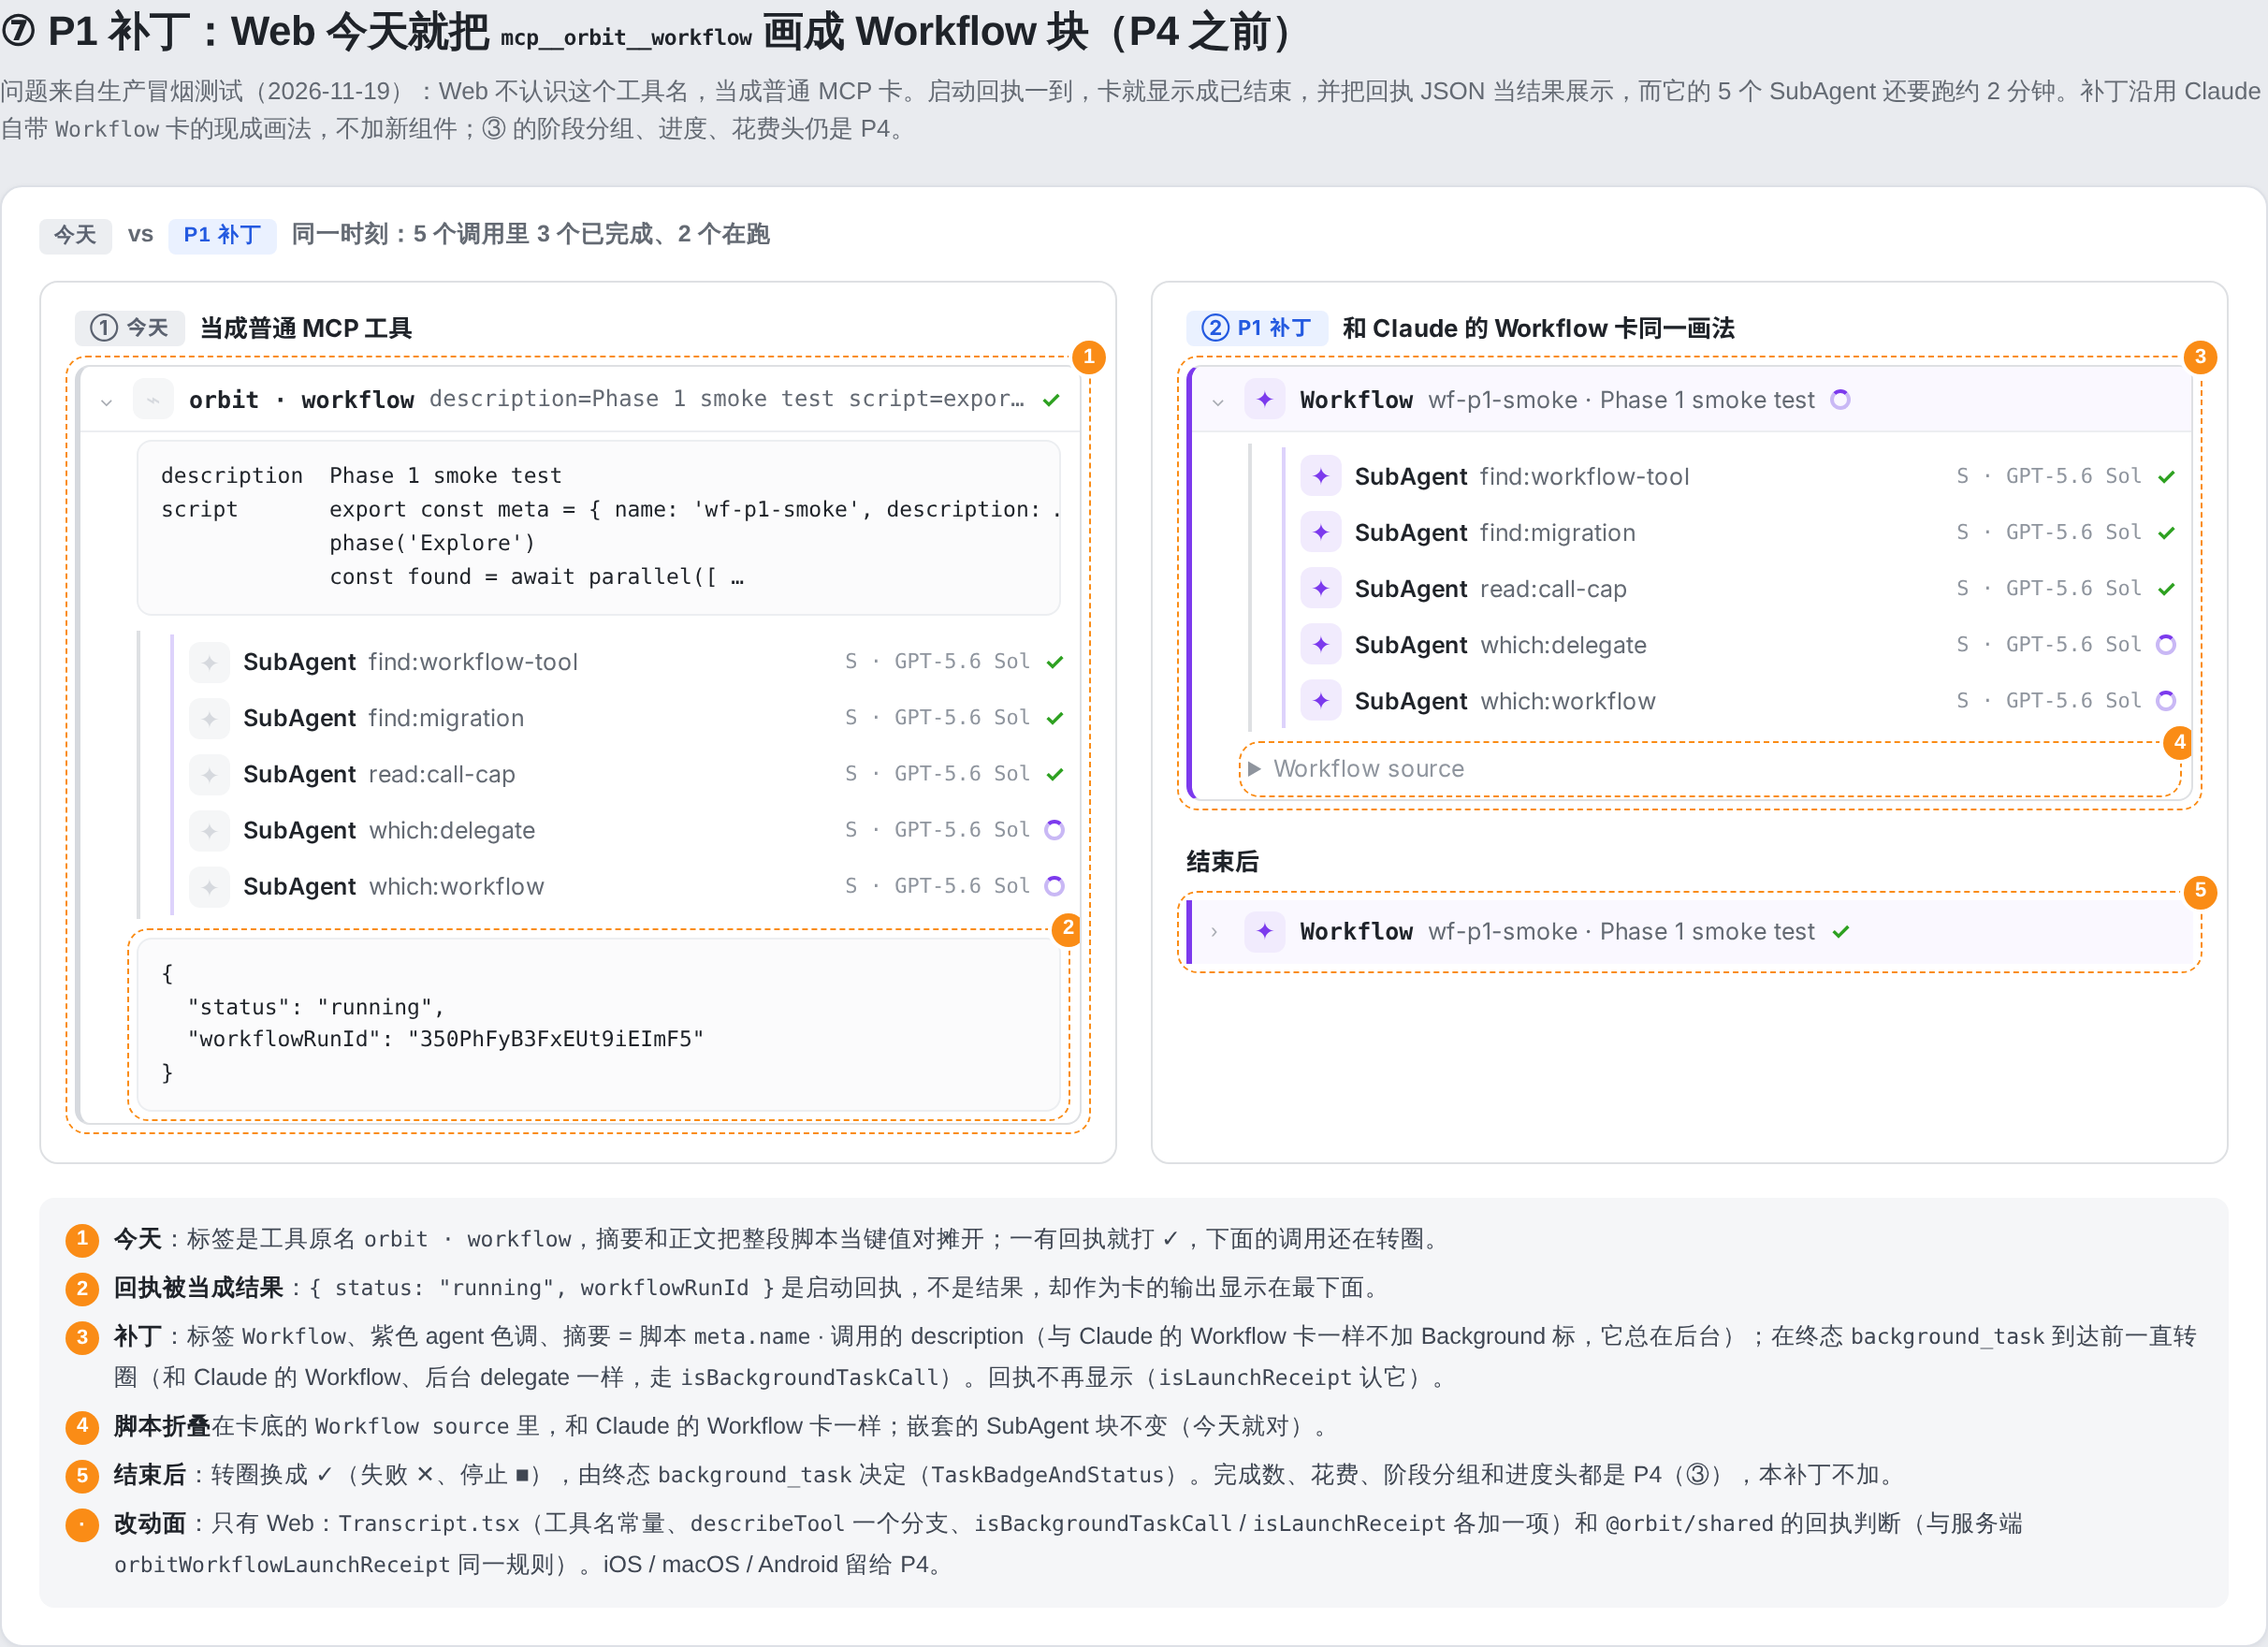 ⑦ P1 补丁：Web 今天就把 mcp__orbit__workflow 画成 Workflow 块（P4 之前）
问题来自生产冒烟测试（2026-11-19）：Web 不认识这个工具名，当成普通 MCP 卡。启动回执一到，卡就显示成已结束，并把回执 JSON 当结果展示，而它的 5 个 SubAgent 还要跑约 2 分钟。补丁沿用 Claude
自带 Workflow 卡的现成画法，不加新组件；③ 的阶段分组、进度、花费头仍是 P4。
今天 vs P1 补丁 同一时刻：5 个调用里 3 个已完成、2 个在跑
① 今天 当成普通 MCP 工具
1
orbit · workflow description=Phase 1 smoke test script=expor… ✓
description Phase 1 smoke test
script export const meta = { name: 'wf-p1-smoke', description: .
phase('Explore')
const found = await parallel([ …
SubAgent find:workflow-tool S · GPT-5.6 Sol ✓
SubAgent find:migration S · GPT-5.6 Sol ✓
SubAgent read:call-cap S · GPT-5.6 Sol ✓
SubAgent which:delegate S · GPT-5.6 Sol
SubAgent which:workflow S · GPT-5.6 Sol
2
{
"status": "running",
"workflowRunId": "350PhFyB3FxEUt9iEImF5"
}
② P1 补丁 和 Claude 的 Workflow 卡同一画法
3
Workflow wf-p1-smoke · Phase 1 smoke test
SubAgent find:workflow-tool S · GPT-5.6 Sol ✓
SubAgent find:migration S · GPT-5.6 Sol ✓
SubAgent read:call-cap S · GPT-5.6 Sol ✓
SubAgent which:delegate S · GPT-5.6 Sol
SubAgent which:workflow S · GPT-5.6 Sol
4
▶ Workflow source
结束后
5
Workflow wf-p1-smoke · Phase 1 smoke test ✓
1 今天：标签是工具原名 orbit · workflow，摘要和正文把整段脚本当键值对摊开；一有回执就打 ✓，下面的调用还在转圈。
2 回执被当成结果：{ status: "running", workflowRunId } 是启动回执，不是结果，却作为卡的输出显示在最下面。
3 补丁：标签 Workflow、紫色 agent 色调、摘要 = 脚本 meta.name · 调用的 description（与 Claude 的 Workflow 卡一样不加 Background 标，它总在后台）；在终态 background_task 到达前一直转
圈（和 Claude 的 Workflow、后台 delegate 一样，走 isBackgroundTaskCall）。回执不再显示（isLaunchReceipt 认它）。
4 脚本折叠在卡底的 Workflow source 里，和 Claude 的 Workflow 卡一样；嵌套的 SubAgent 块不变（今天就对）。
5 结束后：转圈换成 ✓（失败 ✕、停止 ■），由终态 background_task 决定（TaskBadgeAndStatus）。完成数、花费、阶段分组和进度头都是 P4（③），本补丁不加。
· 改动面：只有 Web：Transcript.tsx（工具名常量、describeTool 一个分支、isBackgroundTaskCall / isLaunchReceipt 各加一项）和 @orbit/shared 的回执判断（与服务端
orbitWorkflowLaunchReceipt 同一规则）。iOS / macOS / Android 留给 P4。